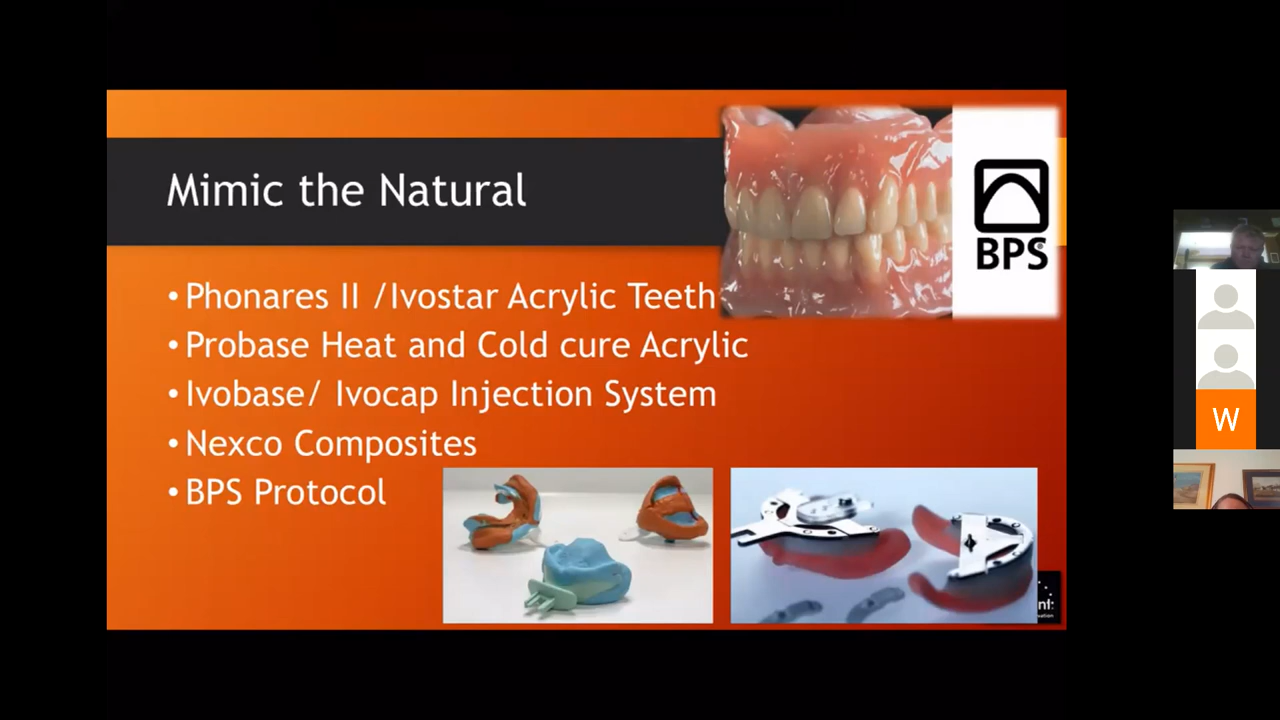 Mimic the Natural
BPS
• Phonares II /Ivostar Acrylic Teeth
• Probase Heat and Cold cure Acrylic
• Ivobase/ Ivocap Injection System
• Nexco Composites
• BPS Protocol
W